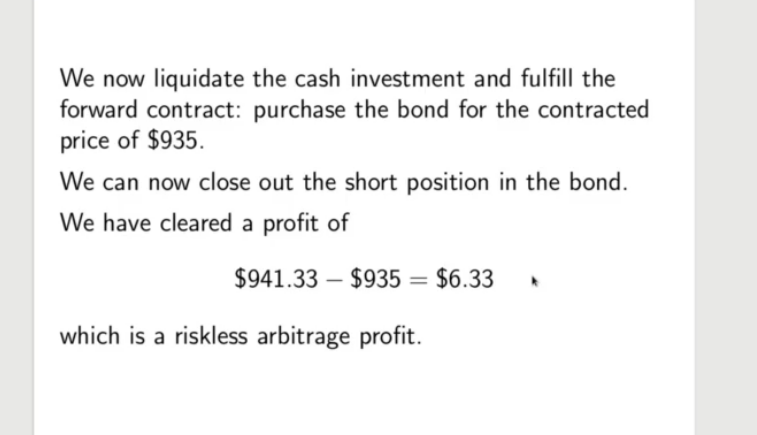 We now liquidate the cash investment and fulfill the
forward contract: purchase the bond for the contracted
price of $935.
We can now close out the short position in the bond.
We have cleared a profit of
$941.33 – $935 = $6.33
which is a riskless arbitrage profit.